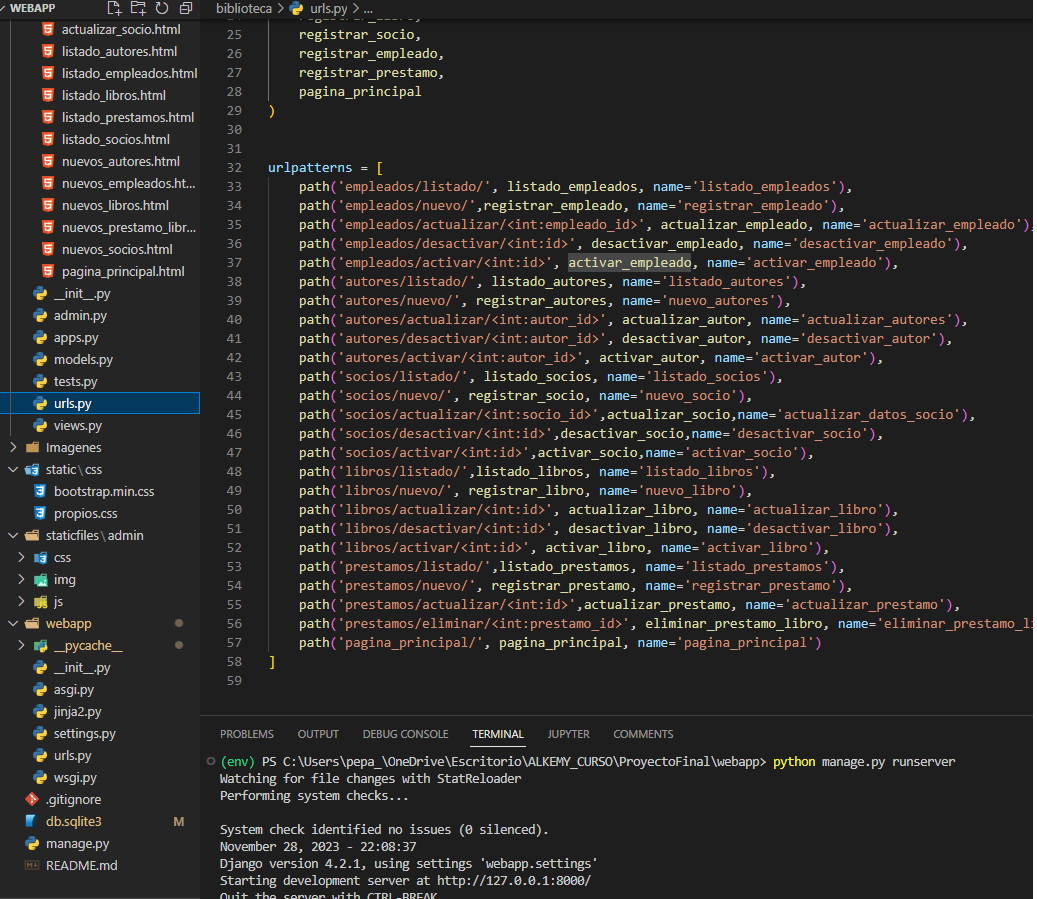 WEBAPP
actualizar_socio.html
listado_autores.html
listado_empleados.html
listado_libros.html
listado_prestamos.html
listado_socios.html
nuevos_autores.html
nuevos_empleados.ht...
nuevos_libros.html
nuevos_prestamo_libr...
nuevos_socios.html
pagina_principal.html
__init__.py
admin.py
apps.py
models.py
tests.py
urls.py
views.py
Imagenes
static\css
bootstrap.min.css
propios.css
staticfiles\admin
css
img
js
webapp
__pycache__
__init__.py
asgi.py
jinja2.py
settings.py
urls.py
wsgi.py
.gitignore
db.sqlite3 M
manage.py
README.md
biblioteca > urls.py > ...
25 registrar_socio,
26 registrar_empleado,
27 registrar_prestamo,
28 pagina_principal
29 )
30
31
32 urlpatterns = [
33 path('empleados/listado/', listado_empleados, name='listado_empleados'),
34 path('empleados/nuevo/',registrar_empleado, name='registrar_empleado'),
35 path('empleados/actualizar/<int:empleado_id>', actualizar_empleado, name='actualizar_empleado'),
36 path('empleados/desactivar/<int:id>', desactivar_empleado, name='desactivar_empleado'),
37 path('empleados/activar/<int:id>', activar_empleado, name='activar_empleado'),
38 path('autores/listado/', listado_autores, name='listado_autores'),
39 path('autores/nuevo/', registrar_autores, name='nuevo_autores'),
40 path('autores/actualizar/<int:autor_id>', actualizar_autor, name='actualizar_autores'),
41 path('autores/desactivar/<int:autor_id>', desactivar_autor, name='desactivar_autor'),
42 path('autores/activar/<int:autor_id>', activar_autor, name='activar_autor'),
43 path('socios/listado/', listado_socios, name='listado_socios'),
44 path('socios/nuevo/', registrar_socio, name='nuevo_socio'),
45 path('socios/actualizar/<int:socio_id>',actualizar_socio,name='actualizar_datos_socio'),
46 path('socios/desactivar/<int:id>',desactivar_socio,name='desactivar_socio'),
47 path('socios/activar/<int:id>',activar_socio,name='activar_socio'),
48 path('libros/listado/',listado_libros, name='listado_libros'),
49 path('libros/nuevo/', registrar_libro, name='nuevo_libro'),
50 path('libros/actualizar/<int:id>', actualizar_libro, name='actualizar_libro'),
51 path('libros/desactivar/<int:id>', desactivar_libro, name='desactivar_libro'),
52 path('libros/activar/<int:id>', activar_libro, name='activar_libro'),
53 path('prestamos/listado/',listado_prestamos, name='listado_prestamos'),
54 path('prestamos/nuevo/', registrar_prestamo, name='registrar_prestamo'),
55 path('prestamos/actualizar/<int:id>',actualizar_prestamo, name='actualizar_prestamo'),
56 path('prestamos/eliminar/<int:prestamo_id>', eliminar_prestamo_libro, name='eliminar_prestamo_li
57 path('pagina_principal/', pagina_principal, name='pagina_principal')
58 ]
59
PROBLEMS OUTPUT DEBUG CONSOLE TERMINAL JUPYTER COMMENTS
(env) PS C:\Users\pepa_\OneDrive\Escritorio\ALKEMY_CURSO\ProyectoFinal\webapp> python manage.py runserver
Watching for file changes with StatReloader
Performing system checks...
System check identified no issues (0 silenced).
November 28, 2023 - 22:08:37
Django version 4.2.1, using settings 'webapp.settings'
Starting development server at http://127.0.0.1:8000/
Quit the server with CTRL-BREAK.